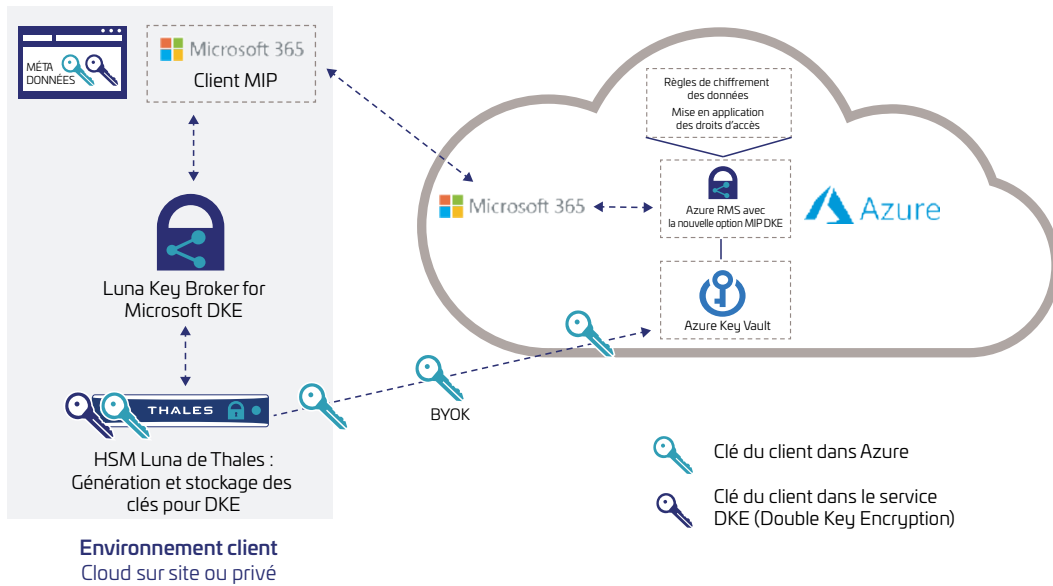 MÉTA
DONNÉES
Microsoft 365
Client MIP
Luna Key Broker for
Microsoft DKE
THALES
HSM Luna de Thales :
Génération et stockage des
clés pour DKE
Environnement client
Cloud sur site ou privé
BYOK
Microsoft 365
Règles de chiffrement
des données
Mise en application
des droits d'accès
Azure RMS avec
la nouvelle option MIP DKE
Azure Key Vault
Azure
Clé du client dans Azure
Clé du client dans le service
DKE (Double Key Encryption)